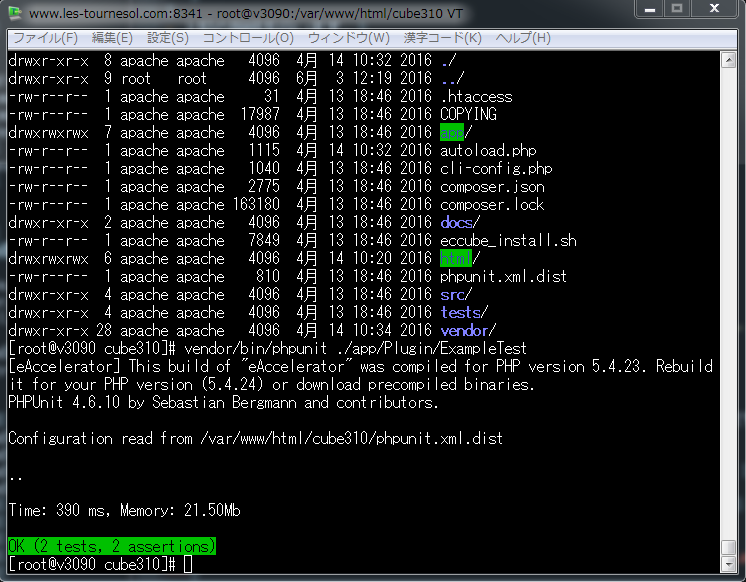 www.les-tournesol.com:8341 - root@v3090:/var/www/html/cube310 VT
ファイル(F) 編集(E) 設定(S) コントロール(O) ウィンドウ(W) 漢字コード(K) ヘルプ(H)
drwxr-xr-x 8 apache apache 4096 4月 14 10:32 2016 ./
drwxr-xr-x 9 root root 4096 6月 3 12:19 2016 ../
-rw-r--r-- 1 apache apache 31 4月 13 18:46 2016 .htaccess
-rw-r--r-- 1 apache apache 17987 4月 13 18:46 2016 COPYING
drwxrwxrwx 7 apache apache 4096 4月 13 18:46 2016 app/
-rw-r--r-- 1 apache apache 1115 4月 14 10:32 2016 autoload.php
-rw-r--r-- 1 apache apache 1040 4月 13 18:46 2016 cli-config.php
-rw-r--r-- 1 apache apache 2775 4月 13 18:46 2016 composer.json
-rw-r--r-- 1 apache apache 163180 4月 13 18:46 2016 composer.lock
drwxr-xr-x 2 apache apache 4096 4月 13 18:46 2016 docs/
-rw-r--r-- 1 apache apache 7849 4月 13 18:46 2016 eccube_install.sh
drwxrwxrwx 6 apache apache 4096 4月 14 10:20 2016 html/
-rw-r--r-- 1 apache apache 810 4月 13 18:46 2016 phpunit.xml.dist
drwxr-xr-x 4 apache apache 4096 4月 13 18:46 2016 src/
drwxr-xr-x 4 apache apache 4096 4月 13 18:46 2016 tests/
drwxr-xr-x 28 apache apache 4096 4月 14 10:34 2016 vendor/
[root@v3090 cube310]# vendor/bin/phpunit ./app/Plugin/ExampleTest
[eAccelerator] This build of "eAccelerator" was compiled for PHP version 5.4.23. Rebuild
it for your PHP version (5.4.24) or download precompiled binaries.
PHPUnit 4.6.10 by Sebastian Bergmann and contributors.
Configuration read from /var/www/html/cube310/phpunit.xml.dist
..
Time: 390 ms, Memory: 21.50Mb
OK (2 tests, 2 assertions)
[root@v3090 cube310]#